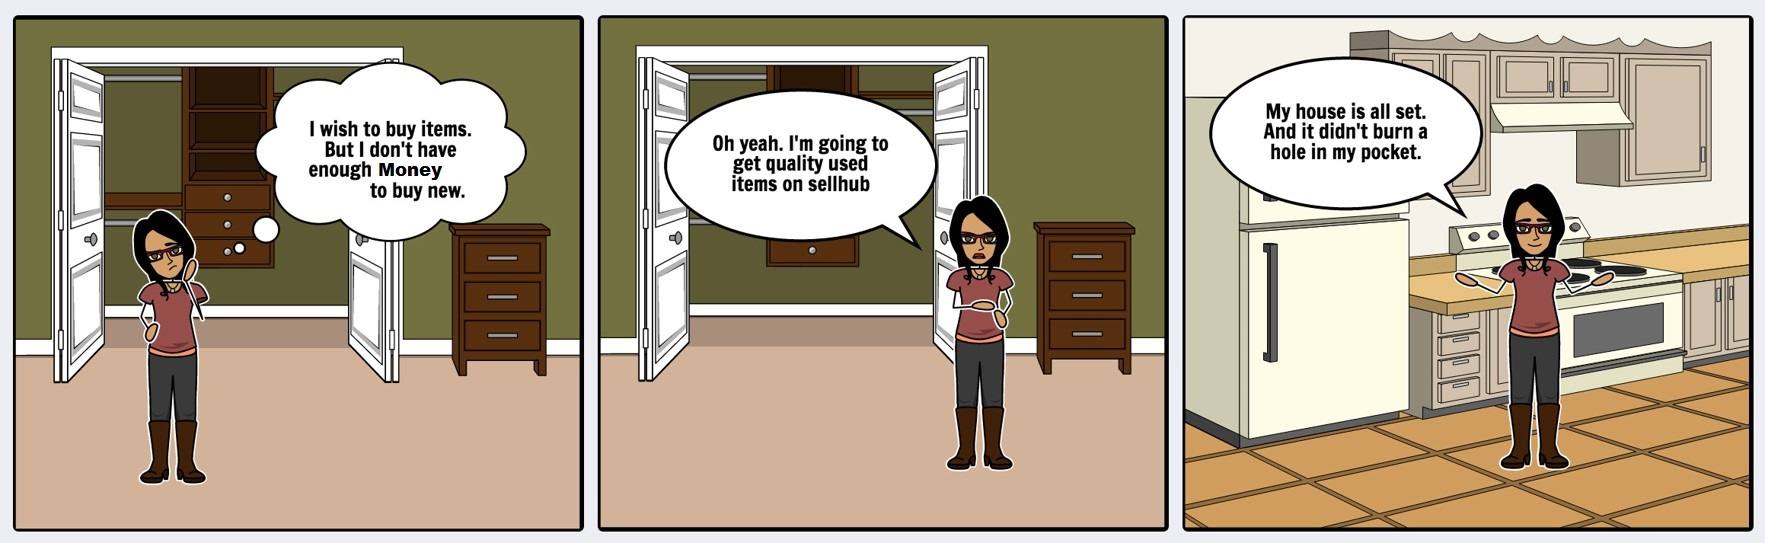 I wish to buy items.
But I don't have
enough Money
to buy new.
Oh yeah. I'm going to
get quality used
items on sellhub
My house is all set.
And it didn't burn a
hole in my pocket.